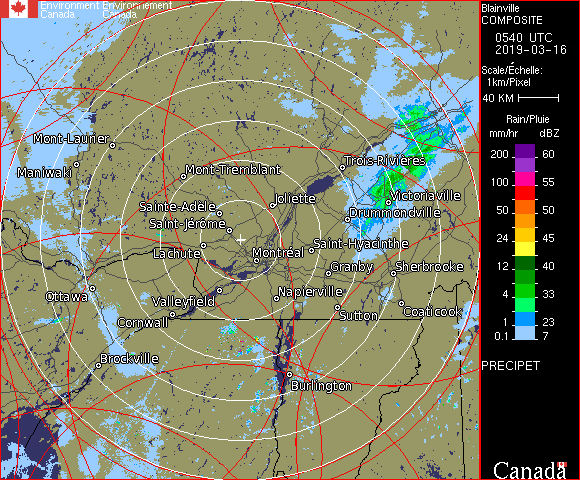 Environment Environnement
Canada Canada
Blainville
COMPOSITE
0540 UTC
2019-03-16
Scale/Échelle:
1km/Pixel
40 KM
Rain/Pluie
mm/hr dBZ
200 60
100 55
50 50
24 45
12 40
4 33
1 23
0.1 7
PRECIPET
Mont-Laurier
Maniwaki
Mont-Tremblant
Trois-Rivières
Sainte-Adèle
Joliette
Victoriaville
Saint-Jérôme
Drummondville
Lachute
Montréal
Saint-Hyacinthe
Granby
Sherbrooke
Ottawa
Valleyfield
Napierville
Cornwall
Sutton
Coaticook
Brockville
Burlington
Canada